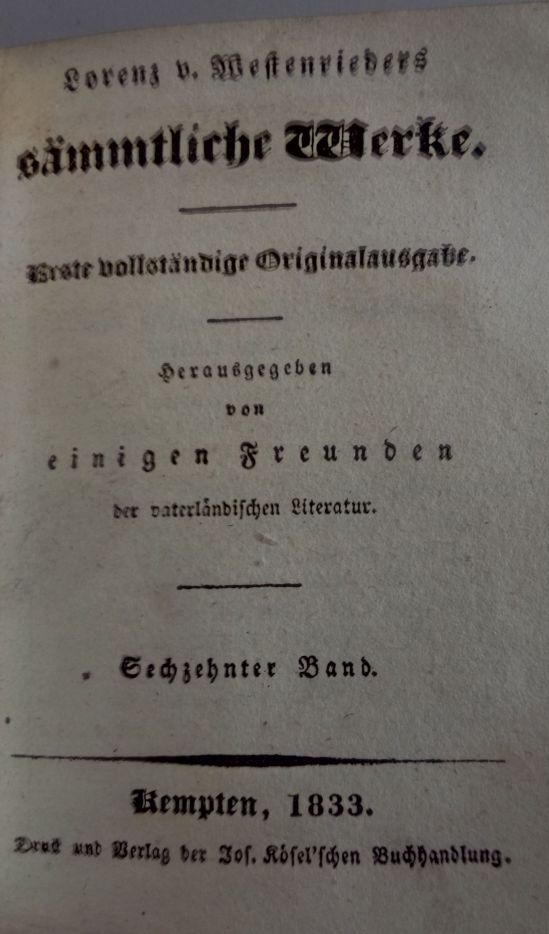 Lorenz v. Westenrieders
sämmtliche Werke.
Erste vollständige Originalausgabe.
Herausgegeben
von
einigen Freunden
der vaterländischen Literatur.
Sechzehnter Band.
Kempten, 1833.
Druck und Verlag der Jos. Kösel'schen Buchhandlung.